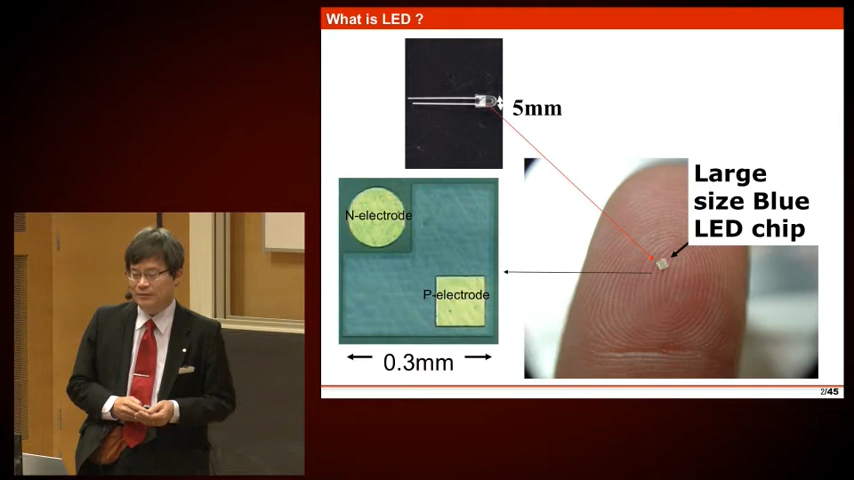 What is LED ?
5mm
Large
size Blue
LED chip
N-electrode
P-electrode
0.3mm
2/45